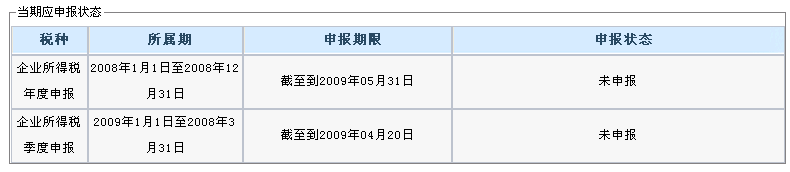 当期应申报状态
税种 所属期 申报期限 申报状态
企业所得税
年度申报
2008年1月1日至2008年12
月31日
截至到2009年05月31日
未申报
企业所得税
季度申报
2009年1月1日至2008年3
月31日
截至到2009年04月20日
未申报